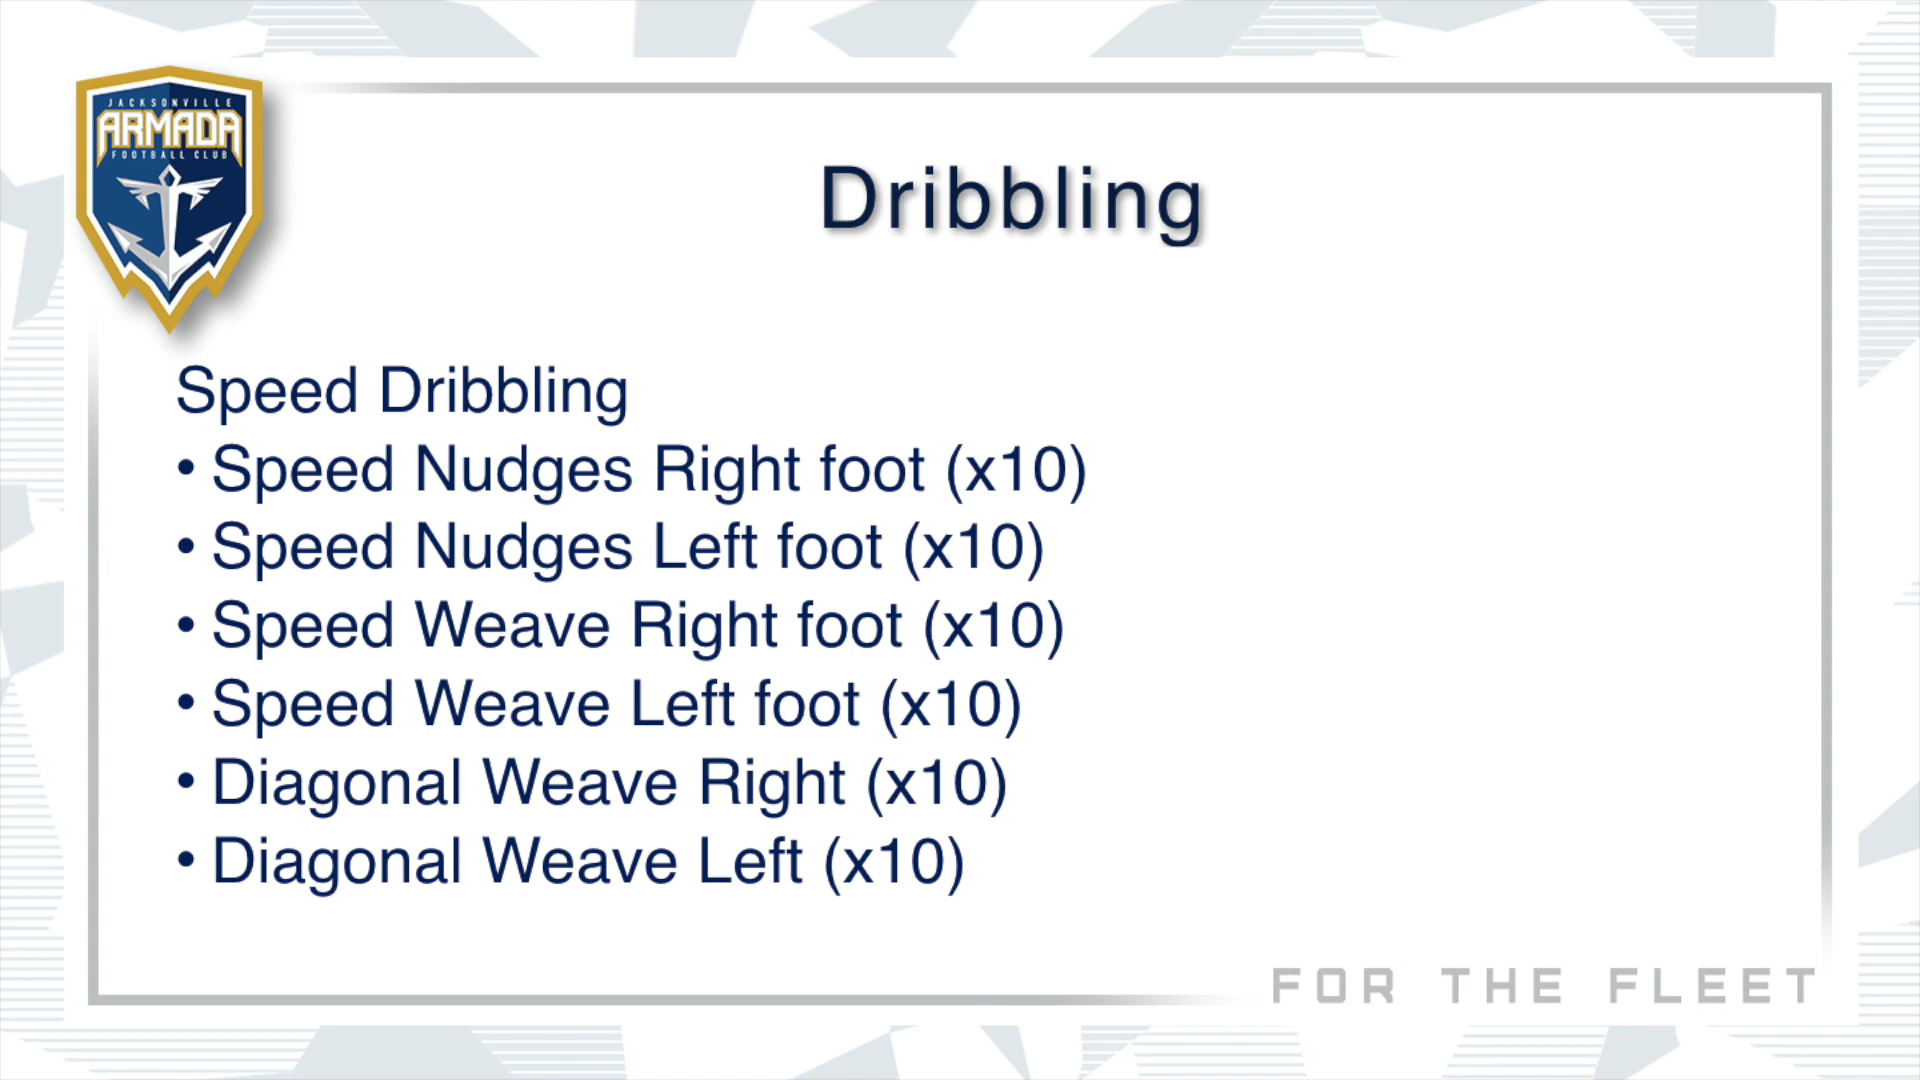 JACKSONVILLE
ARMADA
FOOTBALL CLUB
Dribbling
Speed Dribbling
• Speed Nudges Right foot (x10)
• Speed Nudges Left foot (x10)
• Speed Weave Right foot (x10)
• Speed Weave Left foot (x10)
• Diagonal Weave Right (x10)
• Diagonal Weave Left (x10)
FOR THE FLEET